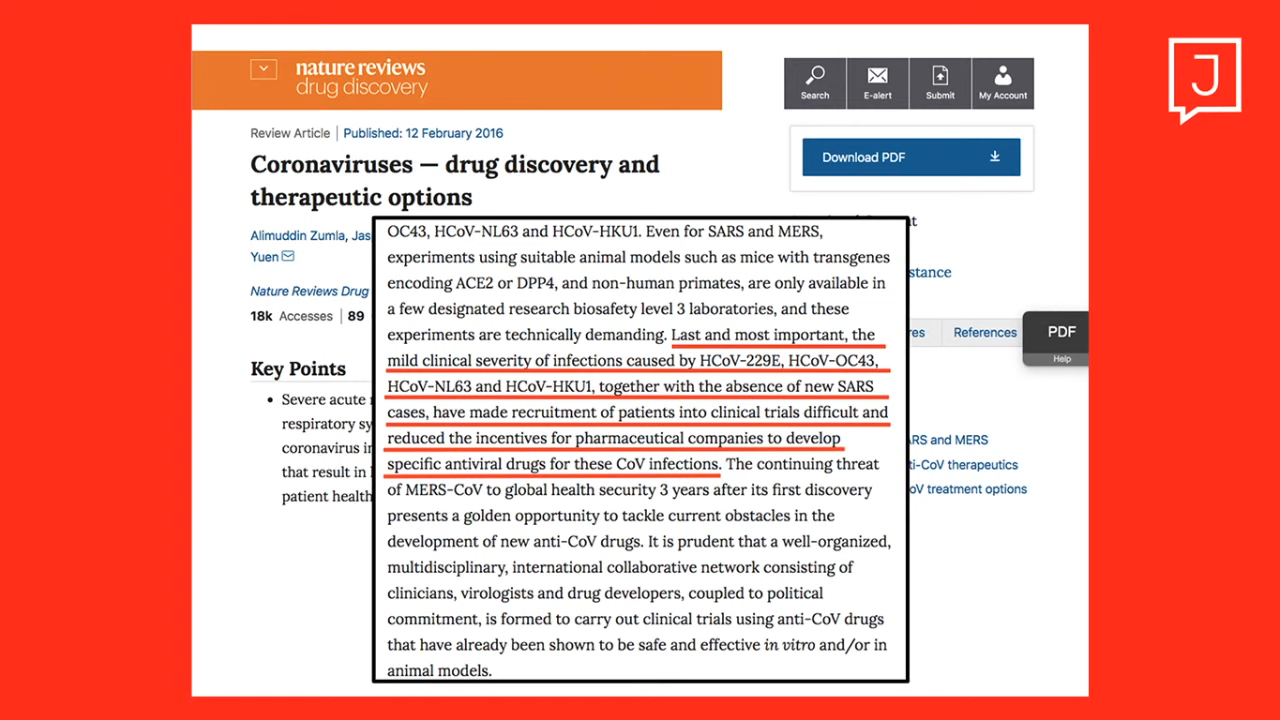 nature reviews
drug discovery
Search
E-alert
Submit
My Account
J
Review Article | Published: 12 February 2016
Coronaviruses — drug discovery and
therapeutic options
Download PDF
Alimuddin Zumla, Jas
Yuen
Nature Reviews Drug
18k Accesses | 89
Key Points
• Severe acute
respiratory sy
coronavirus in
that result in
patient health
OC43, HCoV-NL63 and HCoV-HKU1. Even for SARS and MERS,
experiments using suitable animal models such as mice with transgenes
encoding ACE2 or DPP4, and non-human primates, are only available in
a few designated research biosafety level 3 laboratories, and these
experiments are technically demanding. Last and most important, the
mild clinical severity of infections caused by HCoV-229E, HCoV-OC43,
HCoV-NL63 and HCoV-HKU1, together with the absence of new SARS
cases, have made recruitment of patients into clinical trials difficult and
reduced the incentives for pharmaceutical companies to develop
specific antiviral drugs for these CoV infections. The continuing threat
of MERS-CoV to global health security 3 years after its first discovery
presents a golden opportunity to tackle current obstacles in the
development of new anti-CoV drugs. It is prudent that a well-organized,
multidisciplinary, international collaborative network consisting of
clinicians, virologists and drug developers, coupled to political
commitment, is formed to carry out clinical trials using anti-CoV drugs
that have already been shown to be safe and effective in vitro and/or in
animal models.
stance
res
References
PDF
Help
RS and MERS
ti-CoV therapeutics
oV treatment options